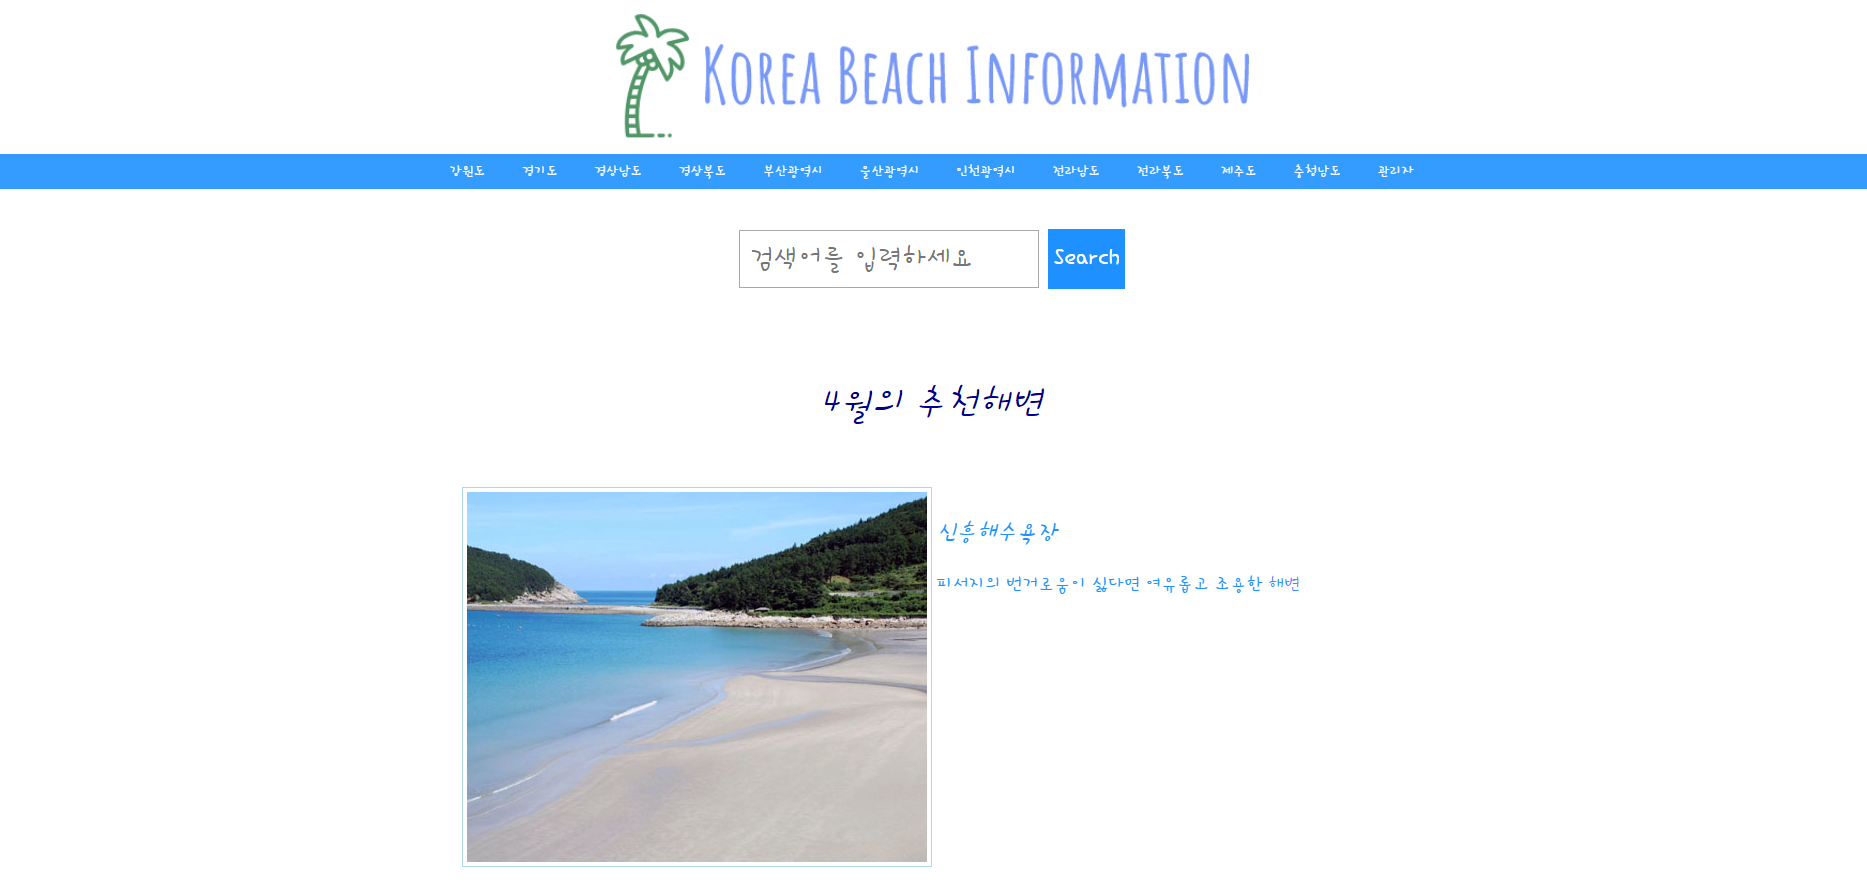 KOREA BEACH INFORMATION
강원도 경기도 경상남도 경상북도 부산광역시 울산광역시 인천광역시 전라남도 전라북도 제주도 충청남도 관리자
검색어를 입력하세요 Search
4월의 추천해변
신흥해수욕장
피서지의 번거로움이 싫다면 여유롭고 조용한 해변